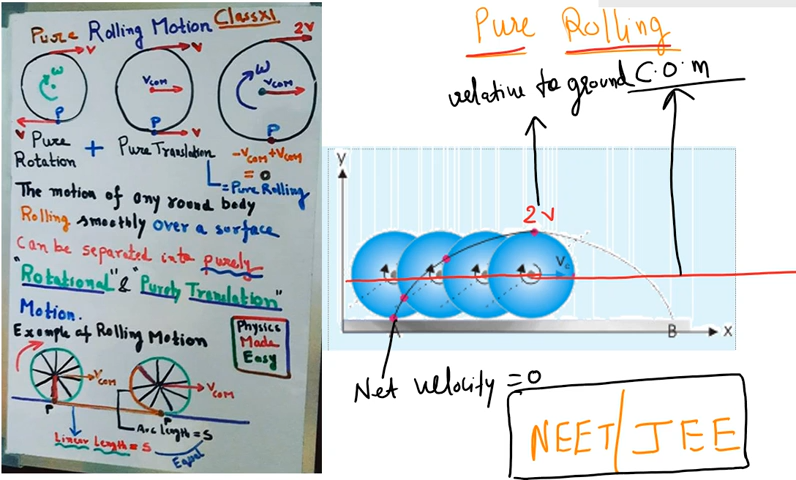 Pure Rolling Motion Class XI
V
V
2V
ω
VCOM
ω
VCOM
P
P
V
P
V Pure Rotation
+
Pure Translation
-VCOM+VCOM
= 0
= Pure Rolling
The motion of any round body
Rolling smoothly over a surface
Can be separated into purely
"Rotational" & "Purely Translation"
Motion.
Example of Rolling Motion
Physics
Made
Easy
VCOM
VCOM
P
P
Arc Length = S
Linear Length = S
Equal
Pure Rolling
relative to ground C.O.M
y
2V
Vc
A
B
x
Net velocity = 0
NEET/JEE